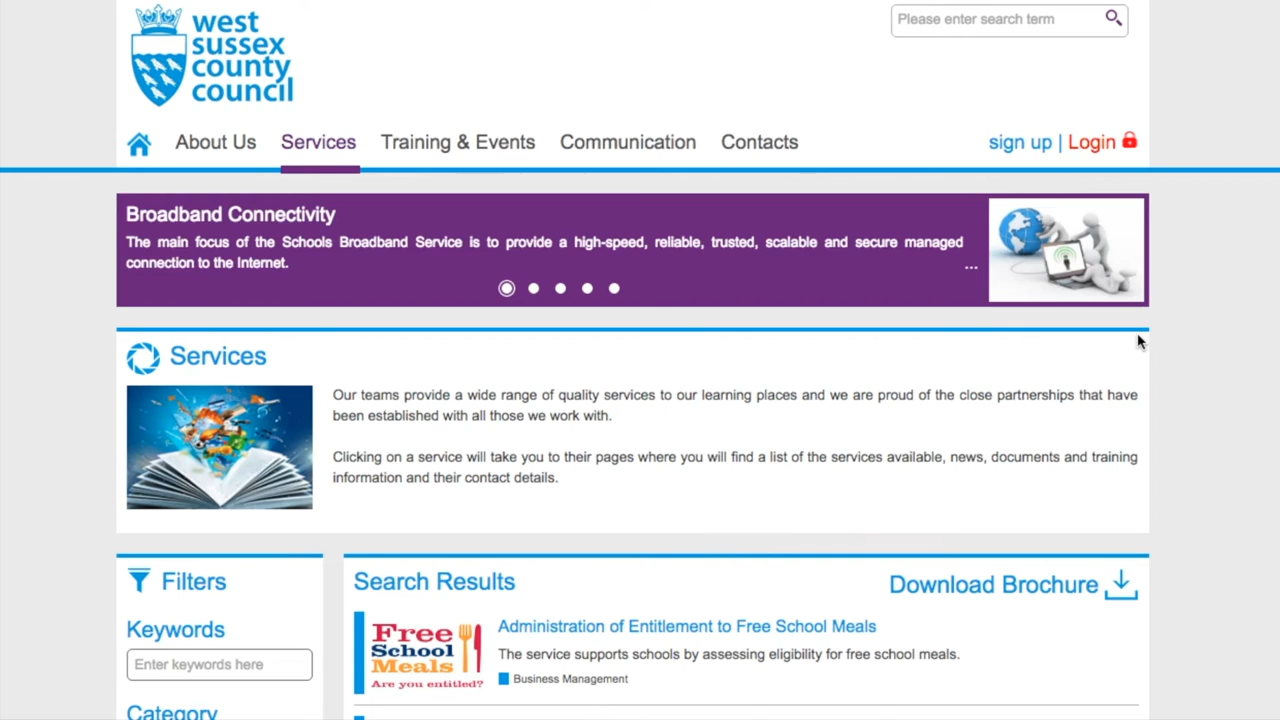 west
sussex
county
council
Please enter search term
About Us Services Training & Events Communication Contacts sign up | Login
Broadband Connectivity
The main focus of the Schools Broadband Service is to provide a high-speed, reliable, trusted, scalable and secure managed
connection to the Internet.
...
Services
Our teams provide a wide range of quality services to our learning places and we are proud of the close partnerships that have
been established with all those we work with.
Clicking on a service will take you to their pages where you will find a list of the services available, news, documents and training
information and their contact details.
Filters
Keywords
Enter keywords here
Category
Search Results
Download Brochure
Free
School
Meals
Are you entitled?
Administration of Entitlement to Free School Meals
The service supports schools by assessing eligibility for free school meals.
Business Management